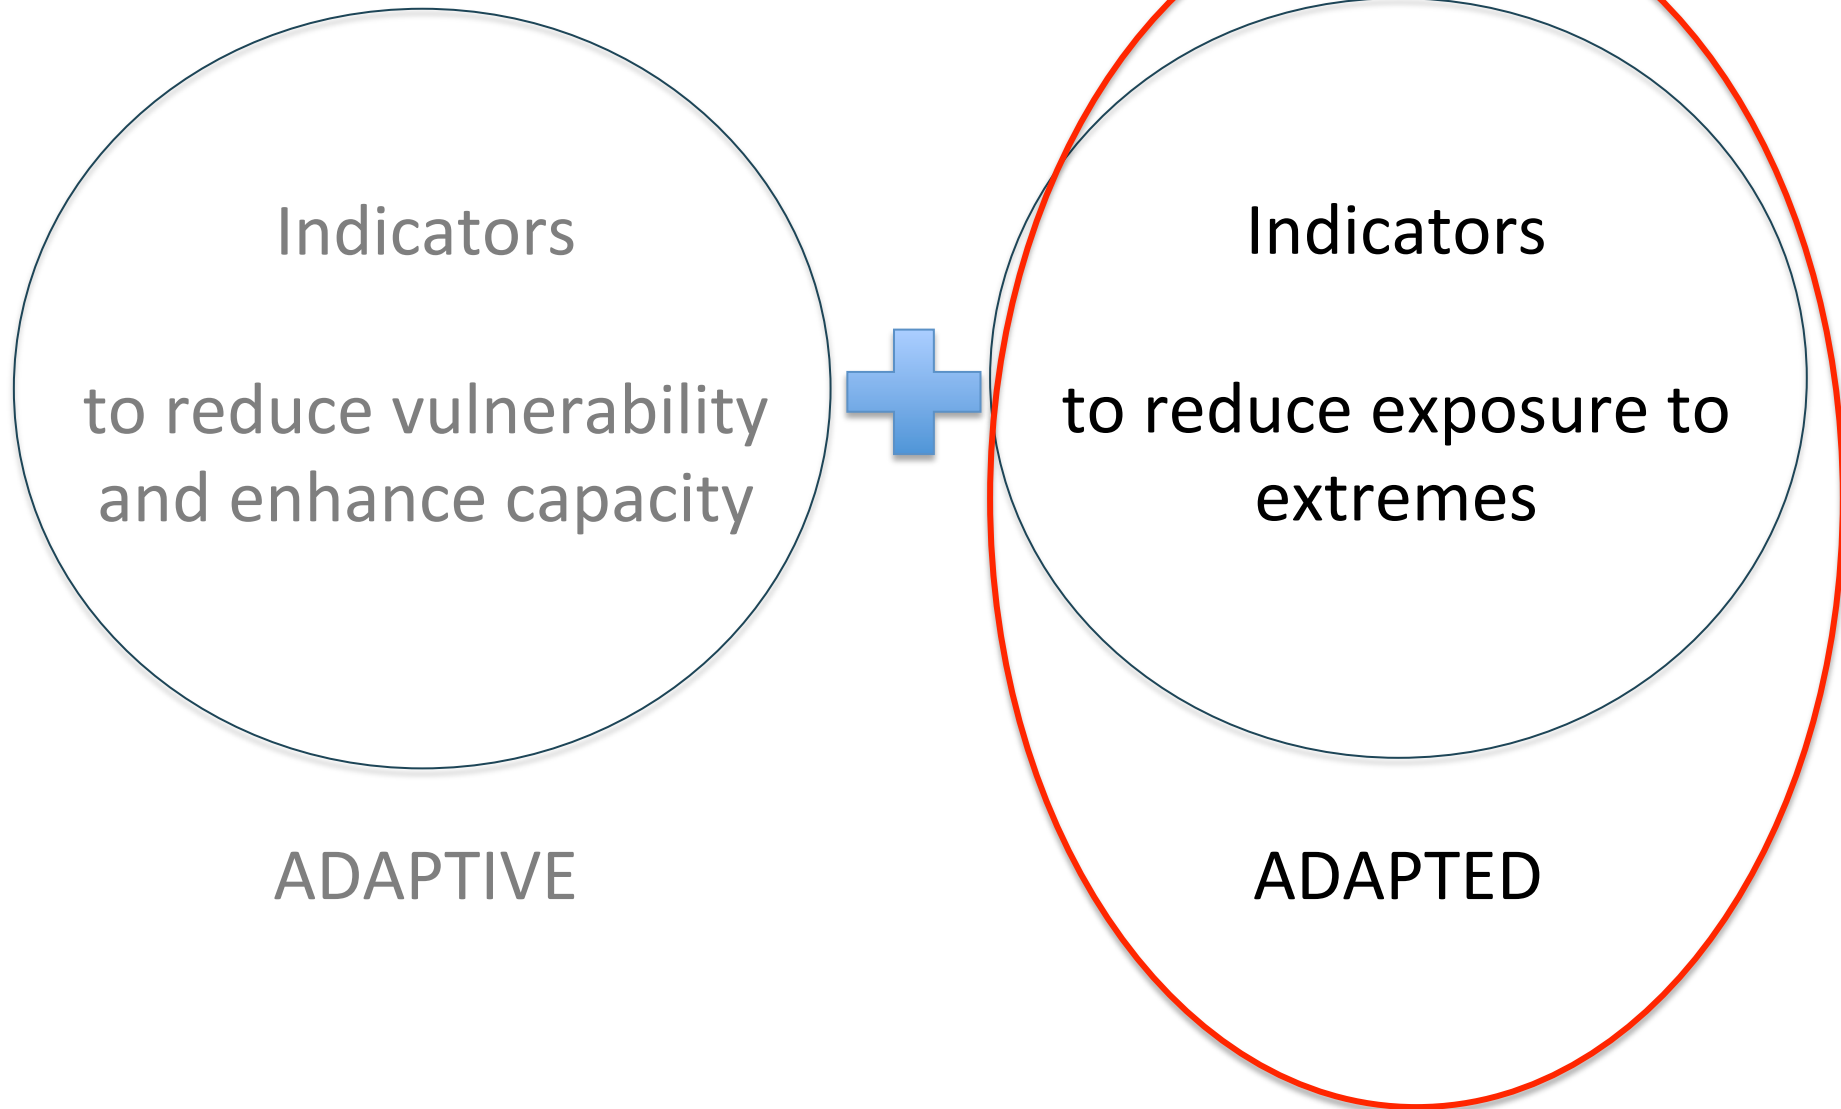 Indicators
to reduce vulnerability
and enhance capacity
ADAPTIVE
Indicators
to reduce exposure to
extremes
ADAPTED